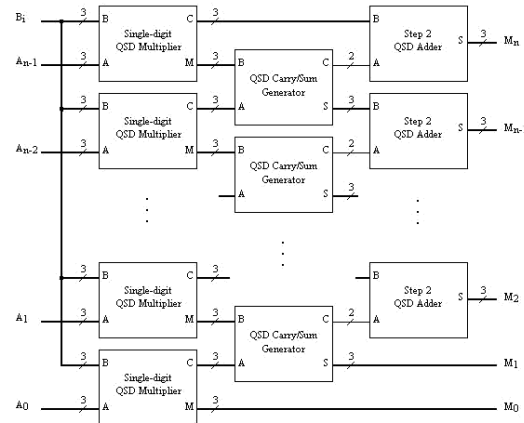 Bi 3 B Single-digit QSD Multiplier C 3 B Step 2 QSD Adder S 3 Mn
An-1 3 A M 3 B QSD Carry/Sum Generator C 2 A
3 B Single-digit QSD Multiplier C 3 A S 3 B Step 2 QSD Adder S 3 Mn-1
An-2 3 A M 3 B QSD Carry/Sum Generator C 2 A
A S 3
3 B Single-digit QSD Multiplier C 3 B Step 2 QSD Adder S 3 M2
A1 3 A M 3 B QSD Carry/Sum Generator C 2 A
3 B Single-digit QSD Multiplier C 3 A S 3 M1
A0 3 A M 3 M0